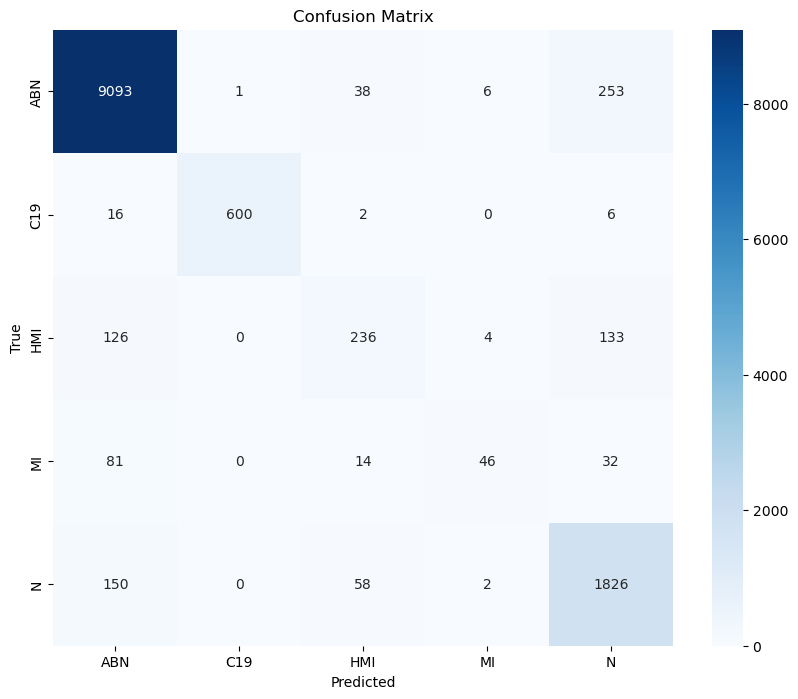 Confusion Matrix
True
ABN 9093 1 38 6 253
C19 16 600 2 0 6
HMI 126 0 236 4 133
MI 81 0 14 46 32
N 150 0 58 2 1826
ABN C19 HMI MI N
Predicted
8000
6000
4000
2000
0